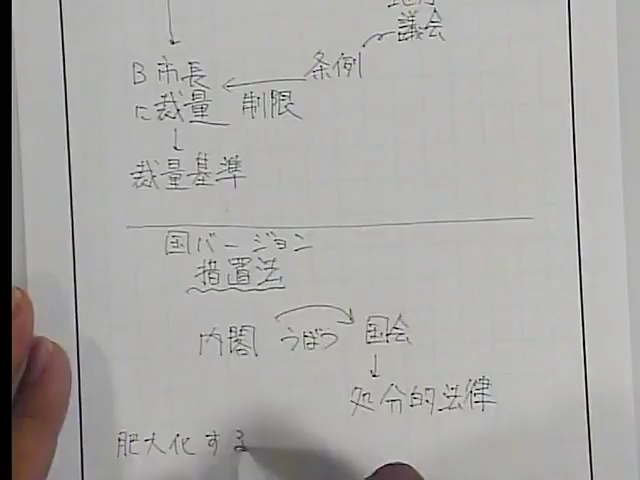 議会
条例
B市長
に裁量
制限
裁量基準
国バージョン
措置法
内閣 うばう 国会
処分的法律
肥大化する